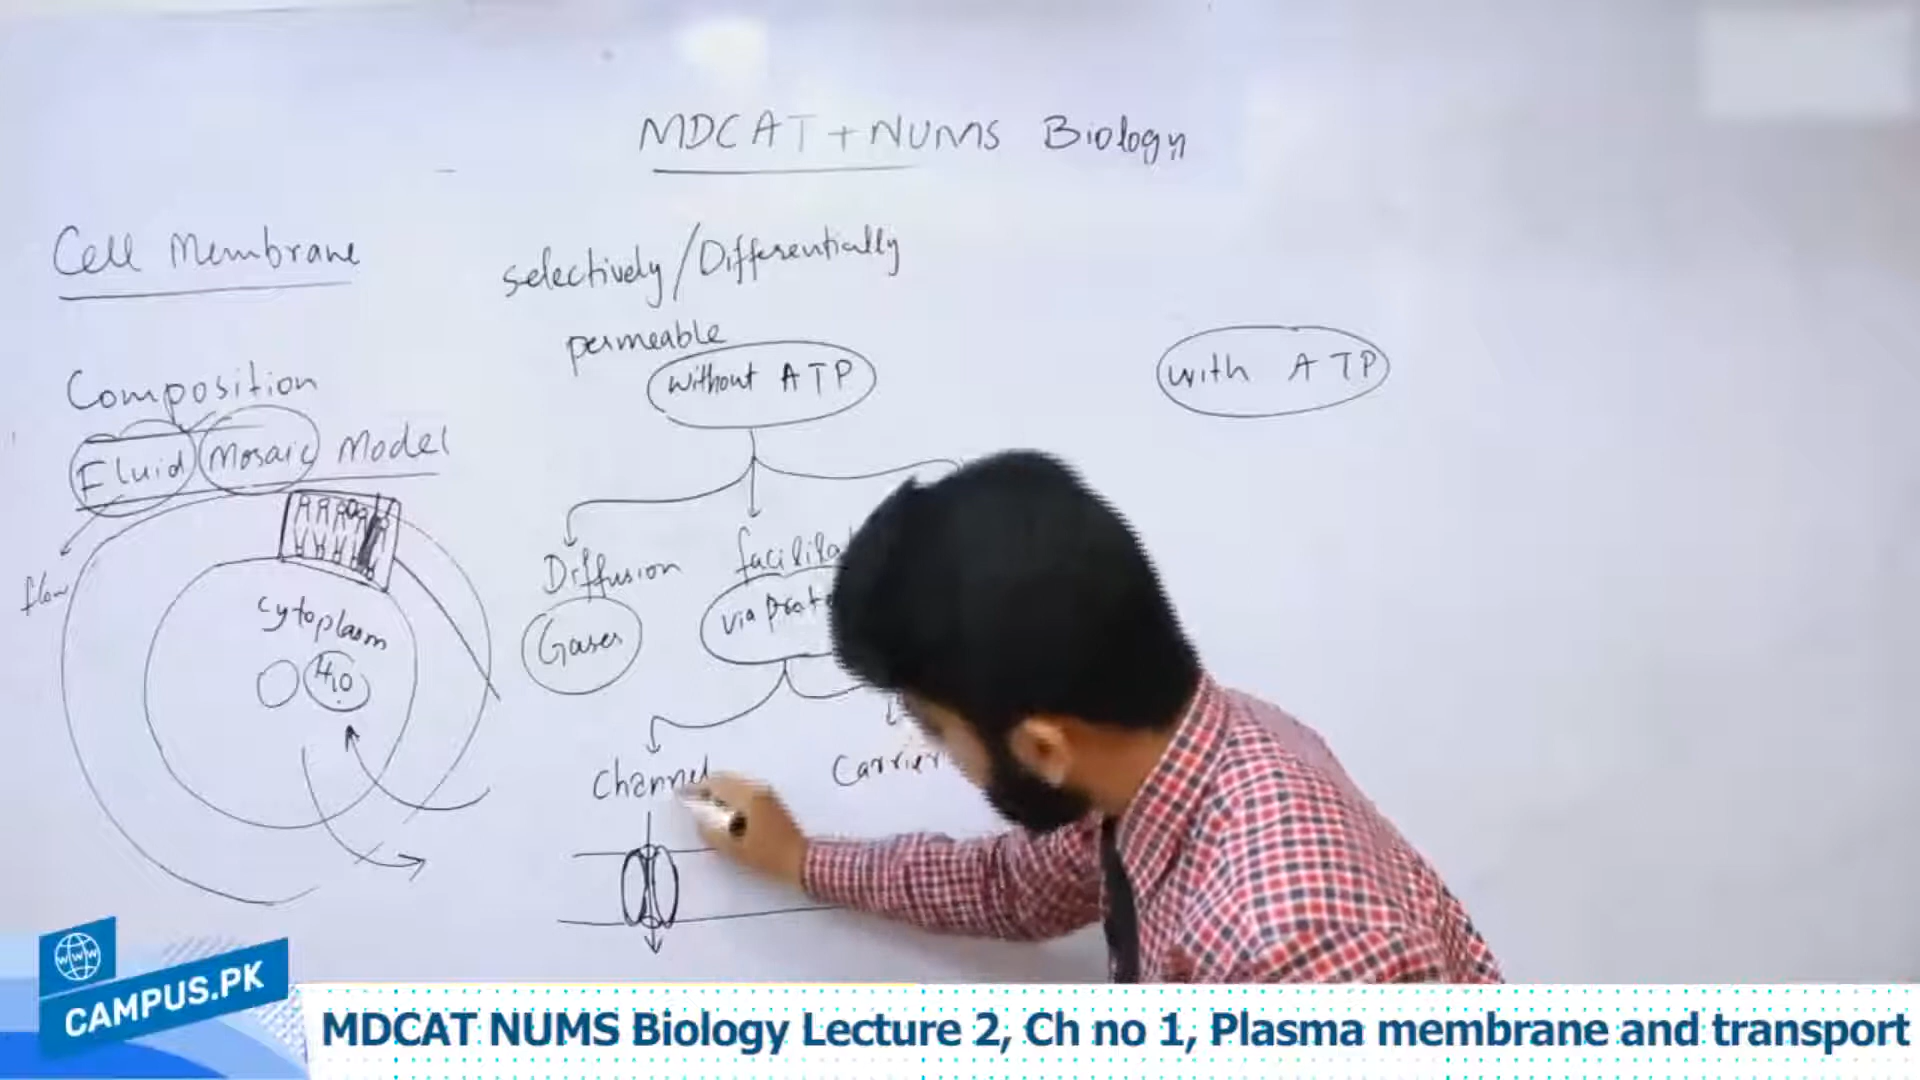 MDCAT + NUMS Biology
Cell Membrane
selectively/Differentially
permeable
without ATP
with ATP
Composition
Fluid Mosaic Model
flow
cytoplasm
H2O
Diffusion
Gases
Channel
Carrier
WWW
CAMPUS.PK
MDCAT NUMS Biology Lecture 2, Ch no 1, Plasma membrane and transport